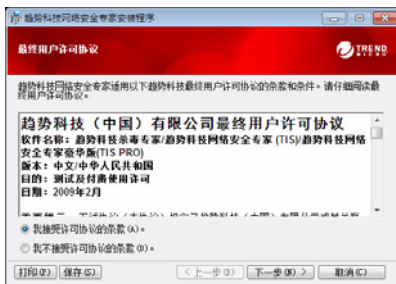 趋势科技网络安全专家安装程序
最终用户许可协议
TREND
趋势科技网络安全专家适用以下趋势科技最终用户许可协议的条款和条件。请仔细阅读最
终用户许可协议。
趋势科技（中国）有限公司最终用户许可协议
软件名称：趋势科技杀毒专家/趋势科技网络安全专家 (TIS)/趋势科技网络
安全专家豪华版(TIS PRO)
版本：中文/中华人民共和国
目的：测试及付费使用许可
日期：2009年2月
我接受许可协议的条款(A)。
我不接受许可协议的条款(D)。
打印(P) 保存(S) < 上一步(B) 下一步(N) > 取消(C)